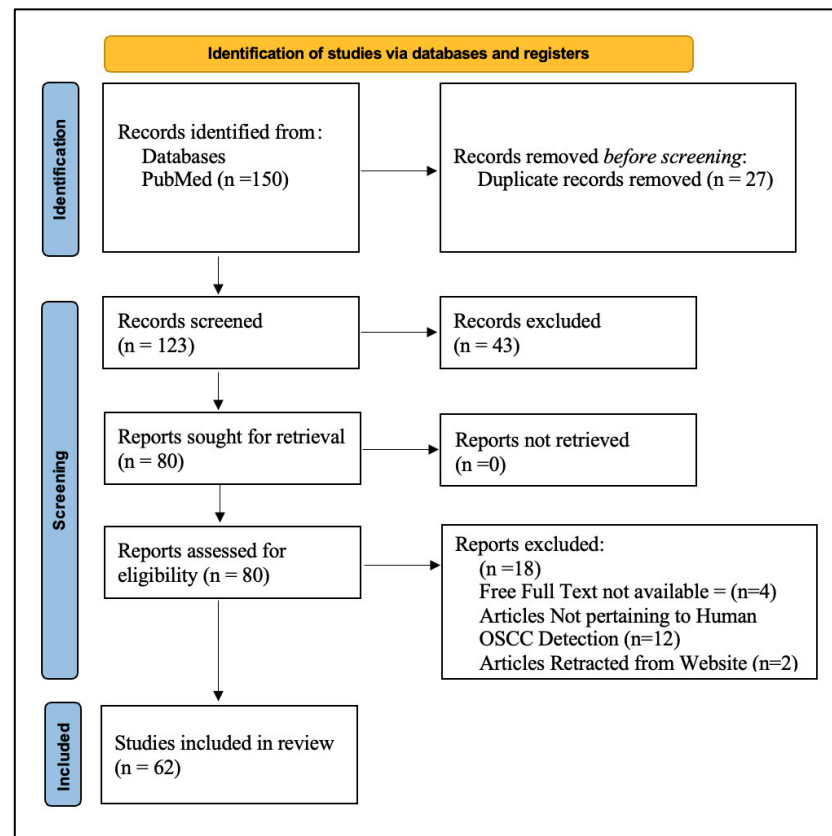 Identification of studies via databases and registers
Identification
Records identified from:
Databases
PubMed (n =150)
Records removed before screening:
Duplicate records removed (n = 27)
Screening
Records screened
(n = 123)
Records excluded
(n = 43)
Reports sought for retrieval
(n = 80)
Reports not retrieved
(n =0)
Reports assessed for
eligibility (n = 80)
Reports excluded:
(n =18)
Free Full Text not available = (n=4)
Articles Not pertaining to Human
OSCC Detection (n=12)
Articles Retracted from Website (n=2)
Included
Studies included in review
(n = 62)